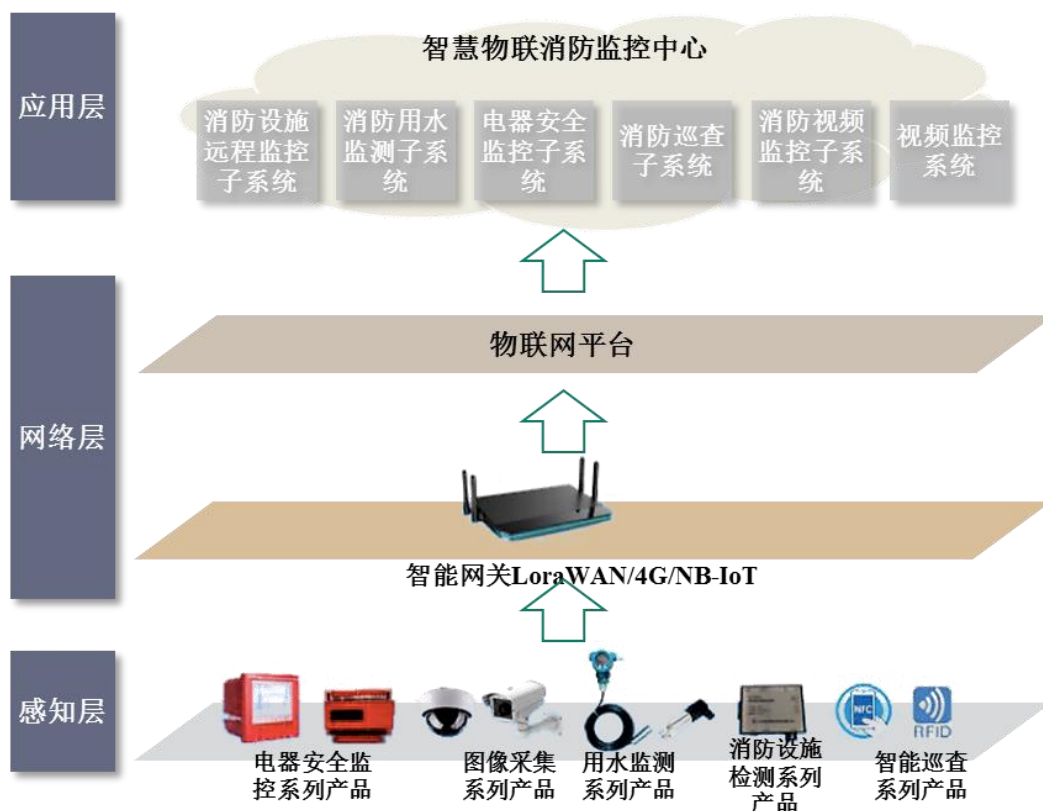 智慧物联消防监控中心
应用层
消防设施
远程监控
子系统
消防用水
监测子系
统
电器安全
监控子系
统
消防巡查
子系统
消防视频
监控子系
统
视频监控
系统
网络层
物联网平台
智能网关LoraWAN/4G/NB-IoT
感知层
NFC
RFID
电器安全监
控系列产品
图像采集
系列产品
用水监测
系列产品
消防设施
检测系列
产品
智能巡查
系列产品